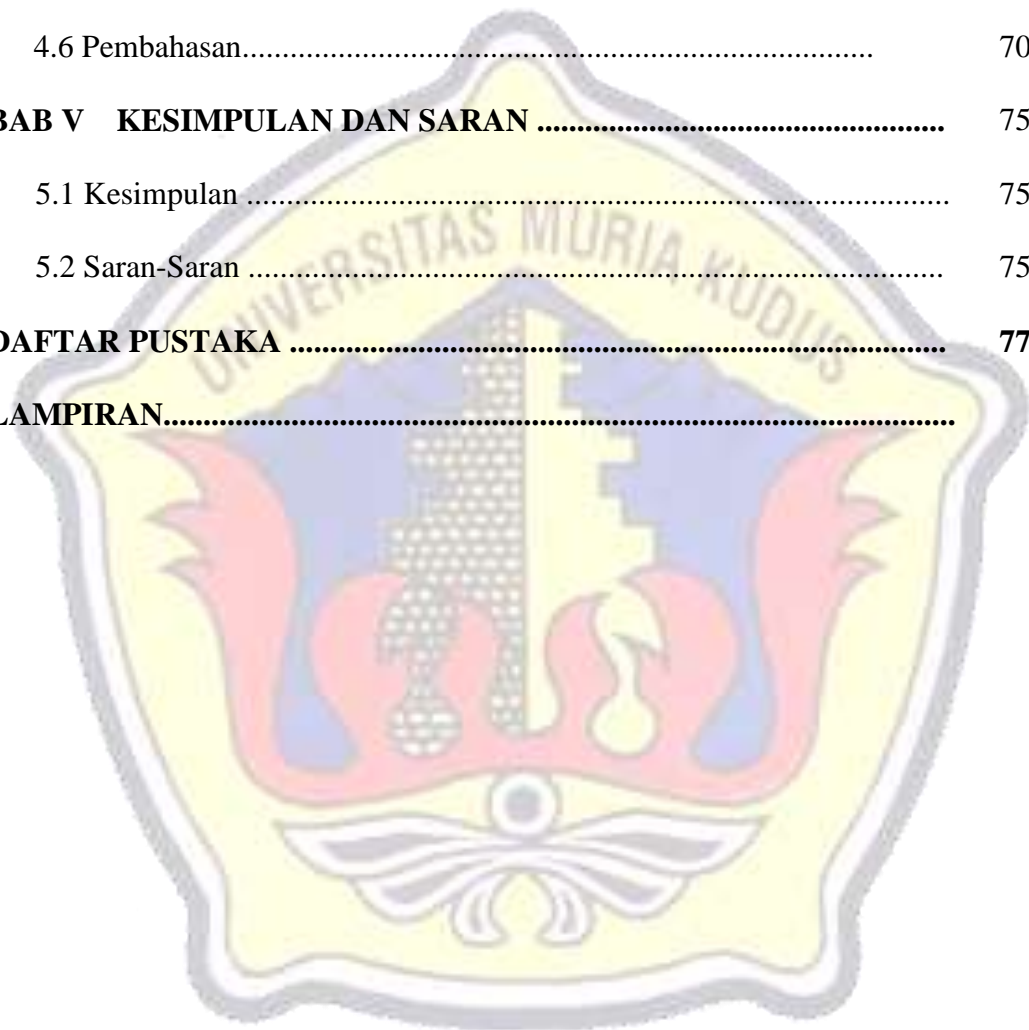 4.6 Pembahasan.............................................................................. 70
BAB V KESIMPULAN DAN SARAN .................................................... 75
5.1 Kesimpulan ........................................................................................ 75
5.2 Saran-Saran ....................................................................................... 75
UNIVERSITAS MURIA KUDUS
DAFTAR PUSTAKA .................................................................................... 77
LAMPIRAN.....................................................................................................